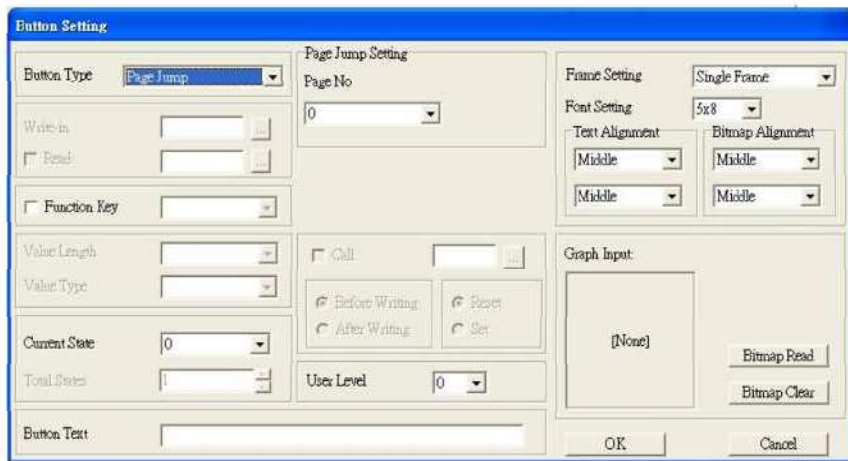 Button Setting
Button Type
Page Jump
Write-in
...
Read
...
Function Key
Value Length
Value Type
Current State
0
Total States
1
Button Text
Page Jump Setting
Page No
0
Call
...
Before Writing
After Writing
Reset
Set
User Level
0
Frame Setting
Single Frame
Font Setting
5x8
Text Alignment
Middle
Middle
Bitmap Alignment
Middle
Middle
Graph Input:
[None]
Bitmap Read
Bitmap Clear
OK
Cancel